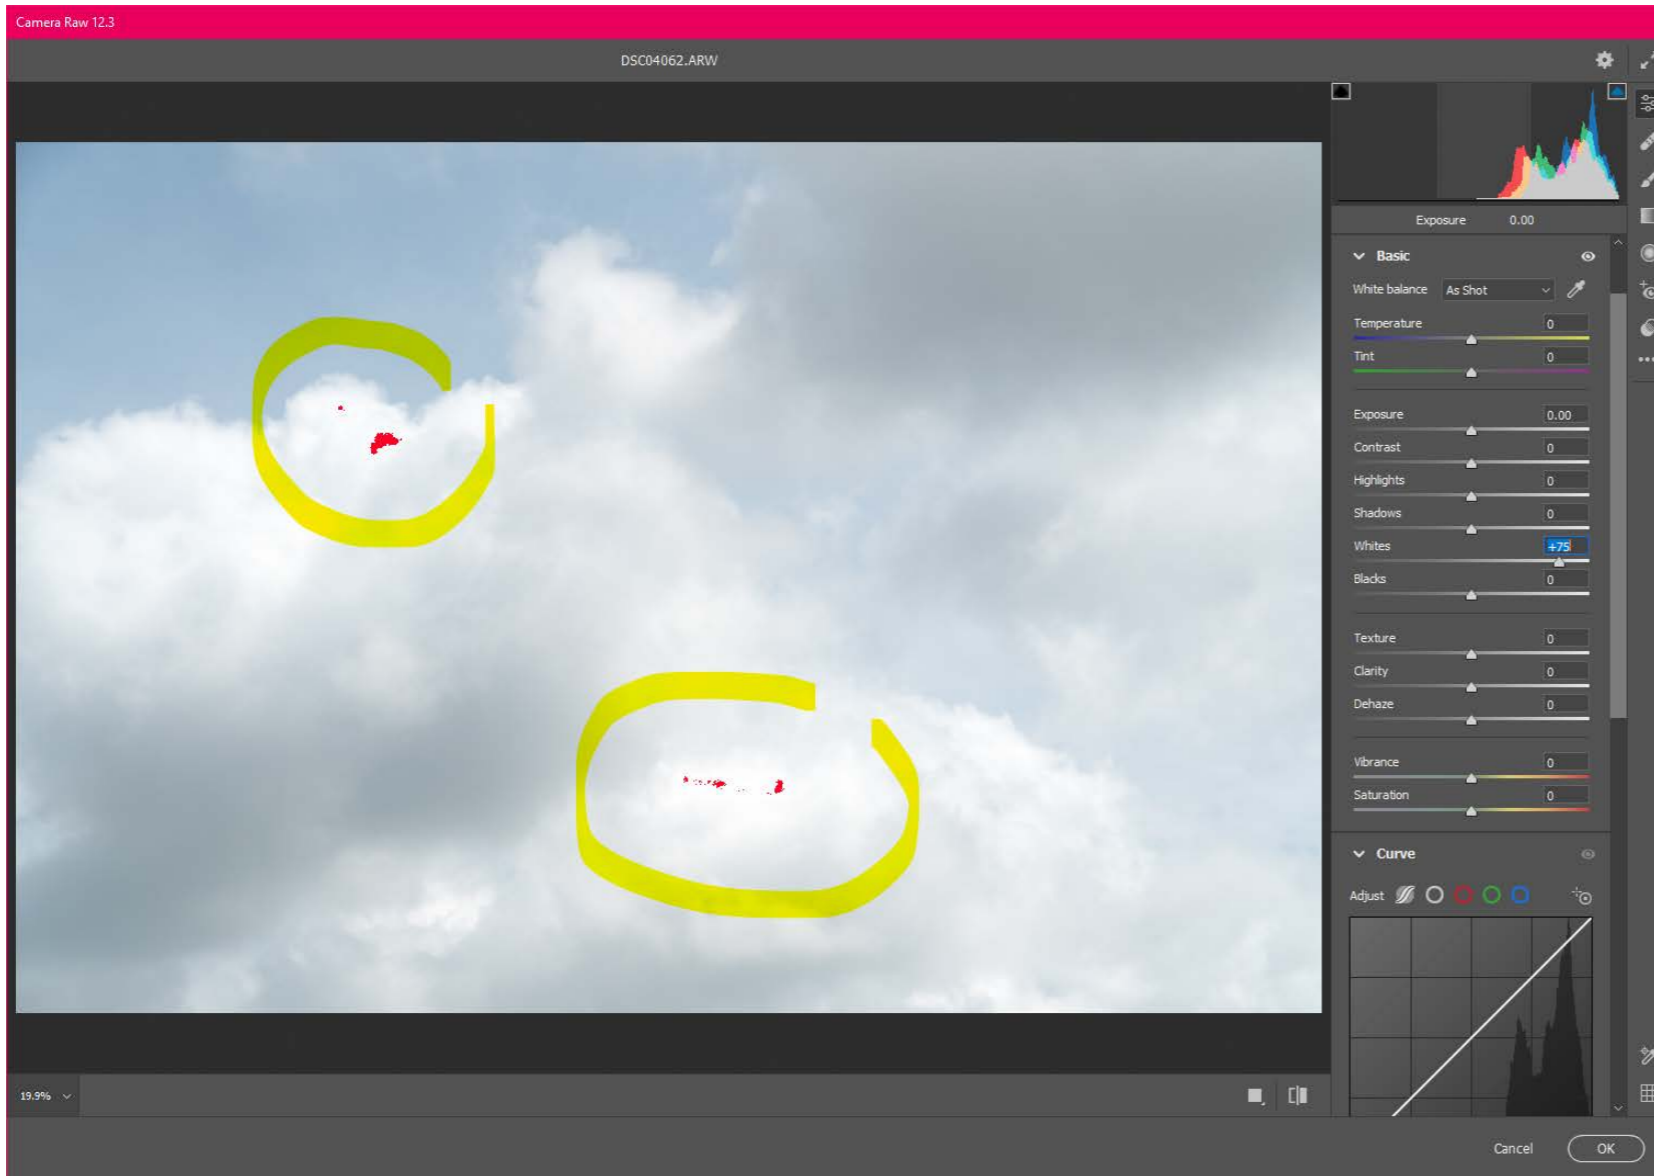 Camera Raw 12.3
DSC04062.ARW
Exposure 0.00
Basic
White balance As Shot
Temperature 0
Tint 0
Exposure 0.00
Contrast 0
Highlights 0
Shadows 0
Whites +75
Blacks 0
Texture 0
Clarity 0
Dehaze 0
Vibrance 0
Saturation 0
Curve
Adjust
19.9%
Cancel OK